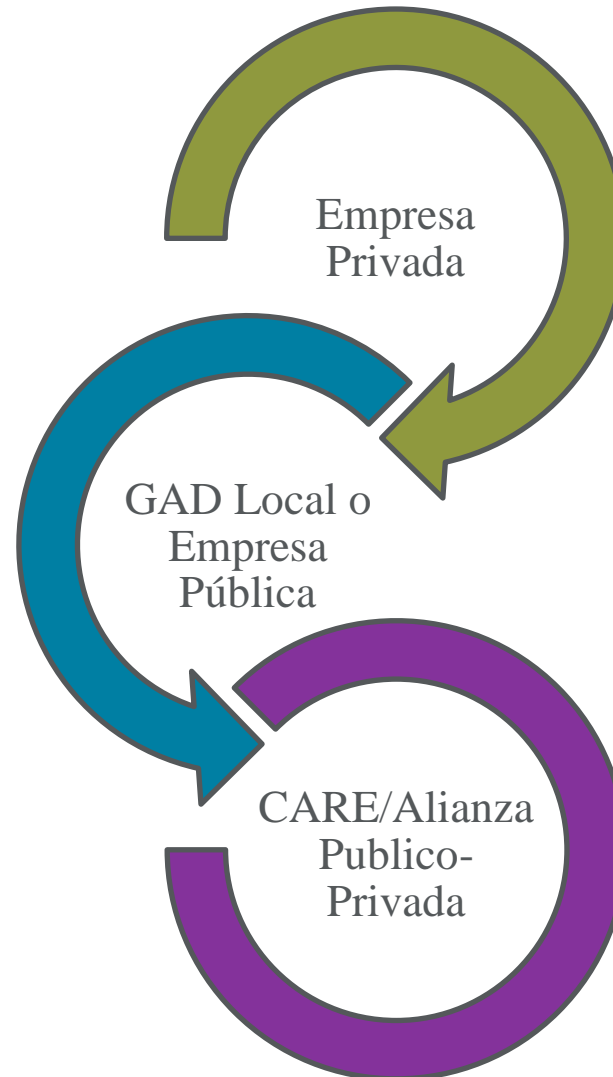 Empresa
Privada
GAD Local o
Empresa
Pública
CARE/Alianza
Publico-
Privada